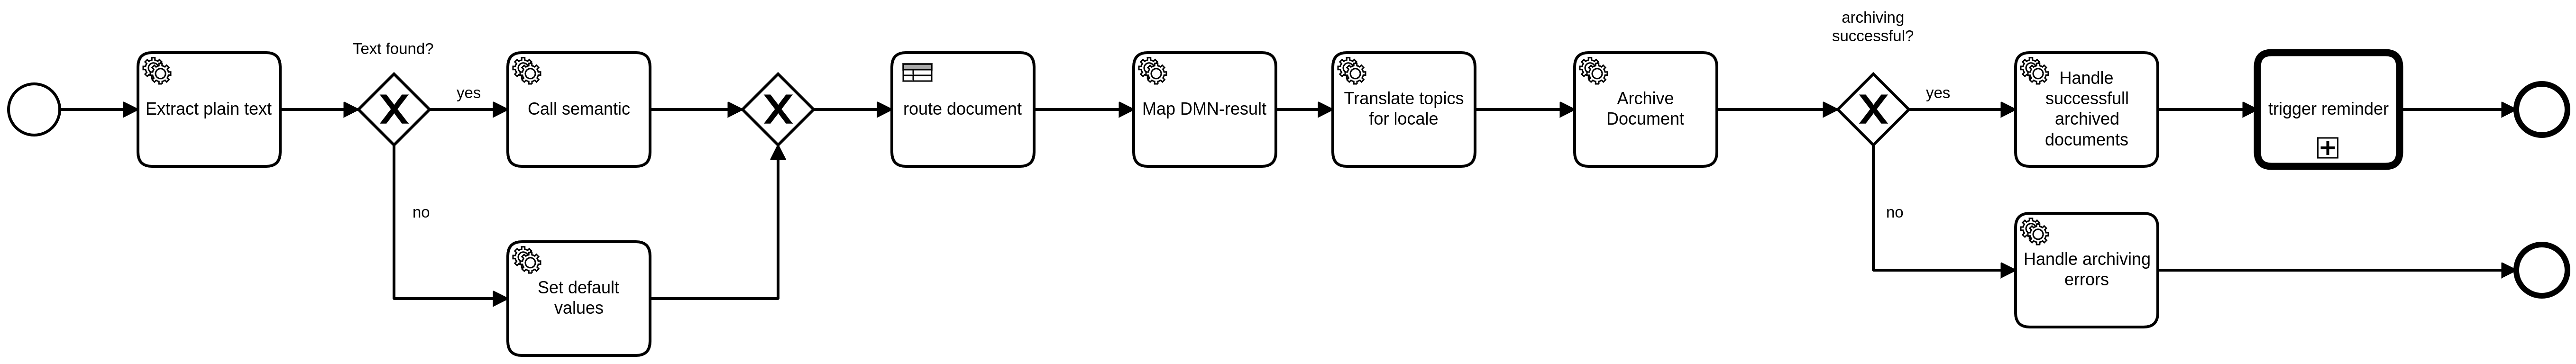 Text found?
archiving
successful?
Extract plain text
yes
Call semantic
route document
Map DMN-result
Translate topics
for locale
Archive
Document
yes
Handle
successfull
archived
documents
trigger reminder
no
Set default
values
no
Handle archiving
errors